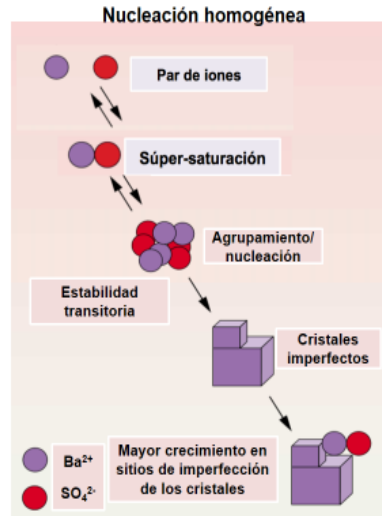 Nucleación homogénea
Par de iones
Súper-saturación
Agrupamiento/
nucleación
Estabilidad
transitoria
Cristales
imperfectos
Ba²⁺
SO₄²⁻
Mayor crecimiento en
sitios de imperfección
de los cristales